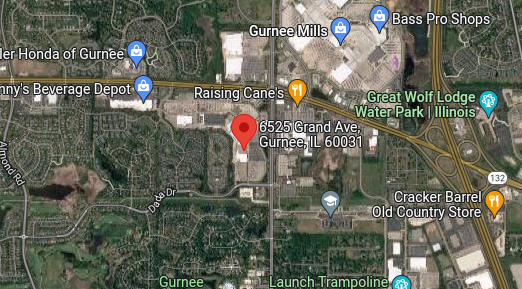 Bass Pro Shops
Gurnee Mills
ler Honda of Gurnee
nny's Beverage Depot
Raising Cane's
Great Wolf Lodge
Water Park | Illinois
6525 Grand Ave,
Gurnee, IL 60031
Almond Rd
132
Dada Dr
Cracker Barrel
Old Country Store
Gurnee
Launch Trampoline